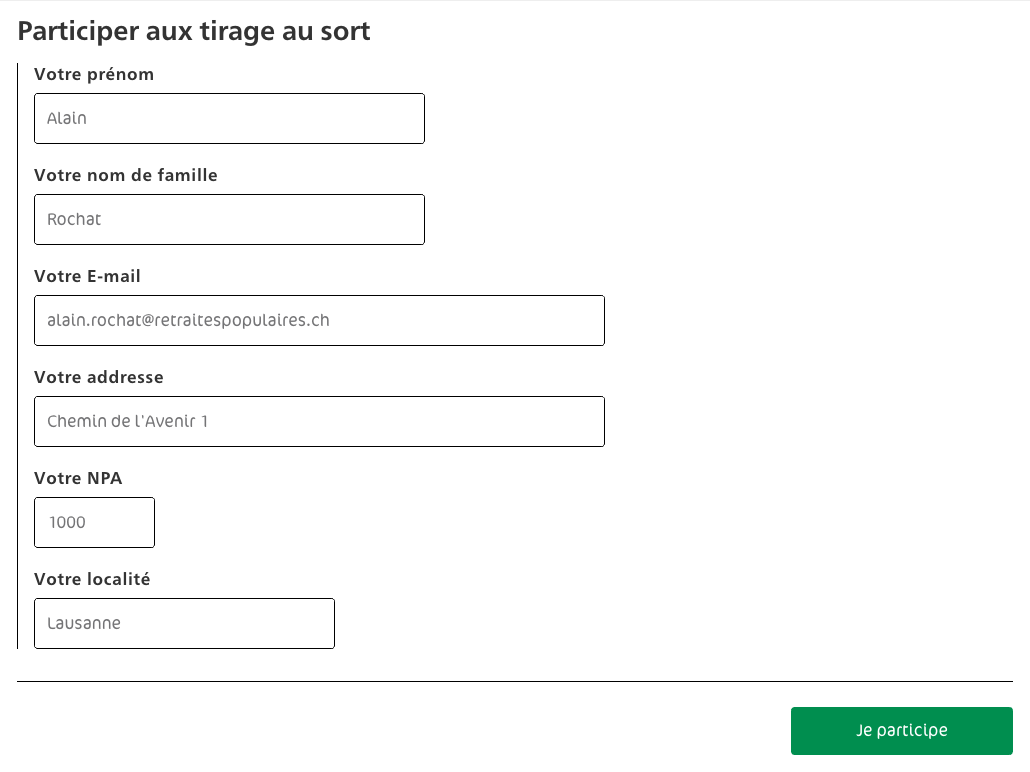 Participer aux tirage au sort
Votre prénom
Alain
Votre nom de famille
Rochat
Votre E-mail
alain.rochat@retraitespopulaires.ch
Votre addresse
Chemin de l'Avenir 1
Votre NPA
1000
Votre localité
Lausanne
Je participe